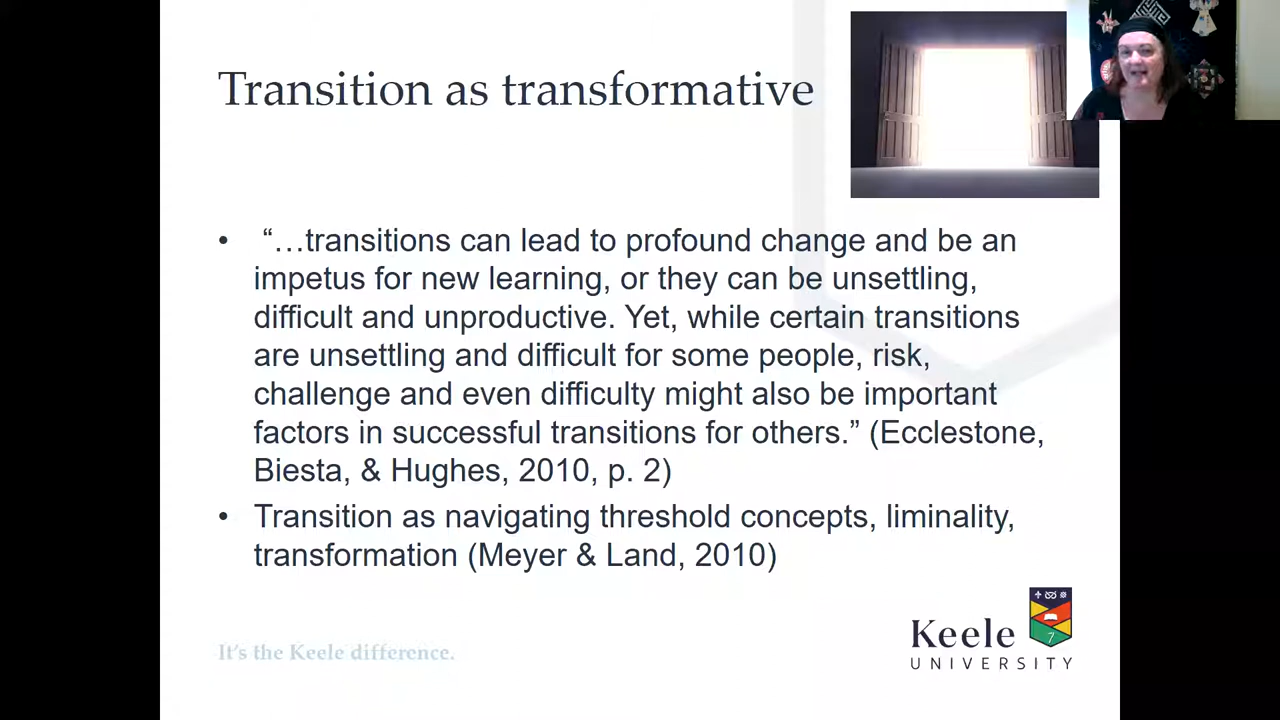 Transition as transformative
• “…transitions can lead to profound change and be an
impetus for new learning, or they can be unsettling,
difficult and unproductive. Yet, while certain transitions
are unsettling and difficult for some people, risk,
challenge and even difficulty might also be important
factors in successful transitions for others.” (Ecclestone,
Biesta, & Hughes, 2010, p. 2)
• Transition as navigating threshold concepts, liminality,
transformation (Meyer & Land, 2010)
It’s the Keele difference.
Keele
UNIVERSITY